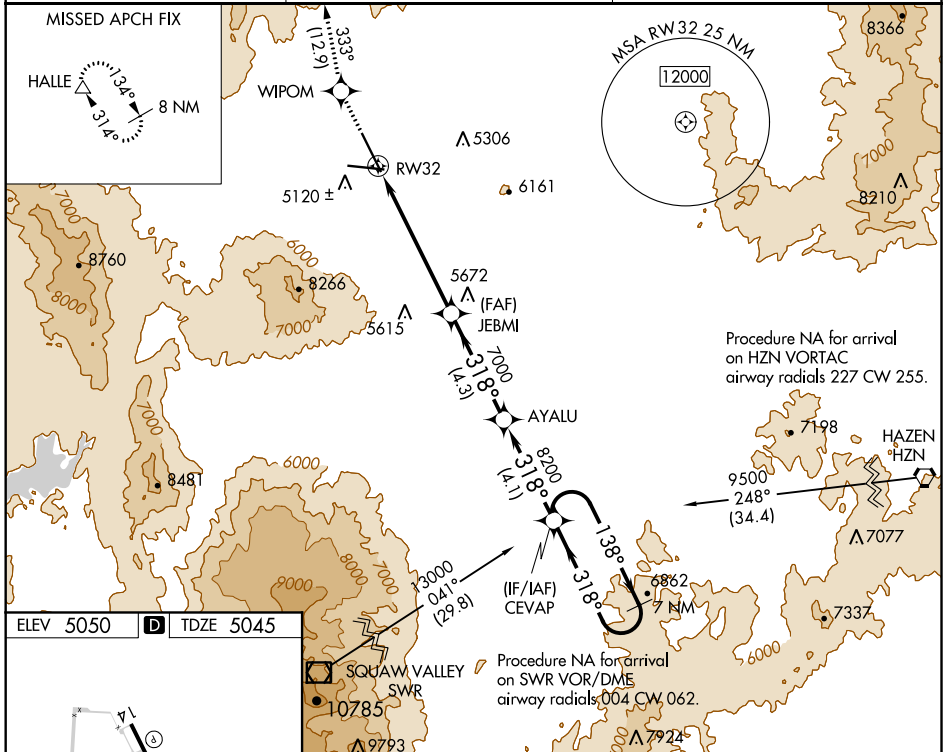 MISSED APCH FIX
HALLE
134°
314°
8 NM
333°
(12.9)
WIPOM
MSA RW32 25 NM
12000
8366
7000
8210
RW32
5306
5120 ±
6161
7000
8760
8000
6000
8266
7000
5672
5615
(FAF)
JEBMI
7000
318°
(4.3)
Procedure NA for arrival
on HZN VORTAC
airway radials 227 CW 255.
AYALU
7198
HAZEN
HZN
7000
8481
6000
8200
318°
(4.1)
9500
248°
(34.4)
7000
8000
9000
138°
7077
13000
041°
(29.8)
(IF/IAF)
CEVAP
318°
6862
7 NM
7337
6000
ELEV 5050
D
TDZE 5045
SQUAW VALLEY
SWR
10785
Procedure NA for arrival
on SWR VOR/DME
airway radials 004 CW 062.
14
P
9793
7924